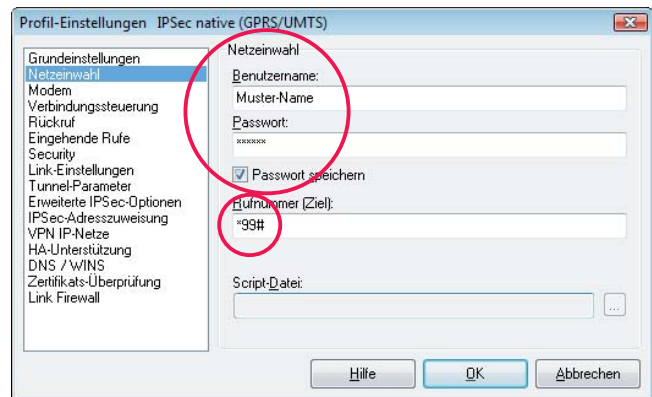 Profil-Einstellungen IPSec native (GPRS/UMTS)
Grundeinstellungen
Netzeinwahl
Modem
Verbindungssteuerung
Rückruf
Eingehende Rufe
Security
Link-Einstellungen
Tunnel-Parameter
Erweiterte IPSec-Optionen
IPSec-Adresszuweisung
VPN IP-Netze
HA-Unterstützung
DNS / WINS
Zertifikats-Überprüfung
Link Firewall
Netzeinwahl
Benutzername:
Muster-Name
Passwort:
xxxxxx
Passwort speichern
Rufnummer (Ziel):
*99#
Script-Datei:
...
Hilfe
OK
Abbrechen